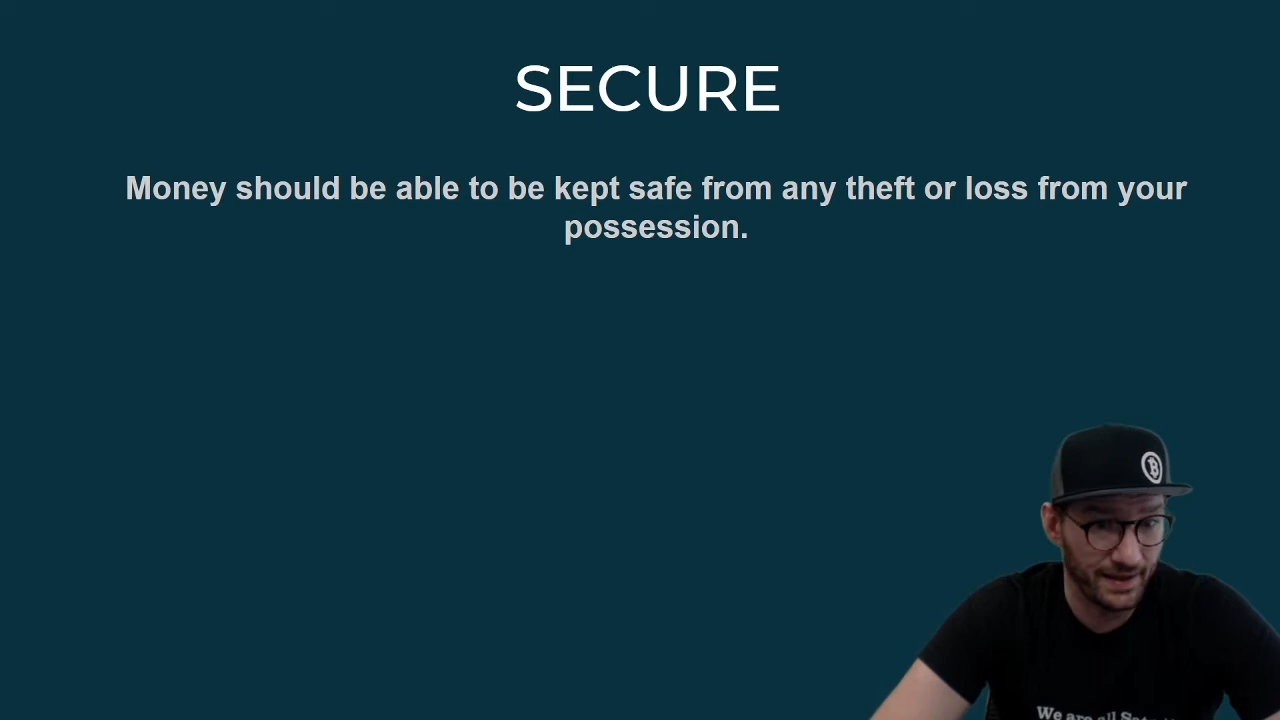 SECURE
Money should be able to be kept safe from any theft or loss from your
possession.
We are all